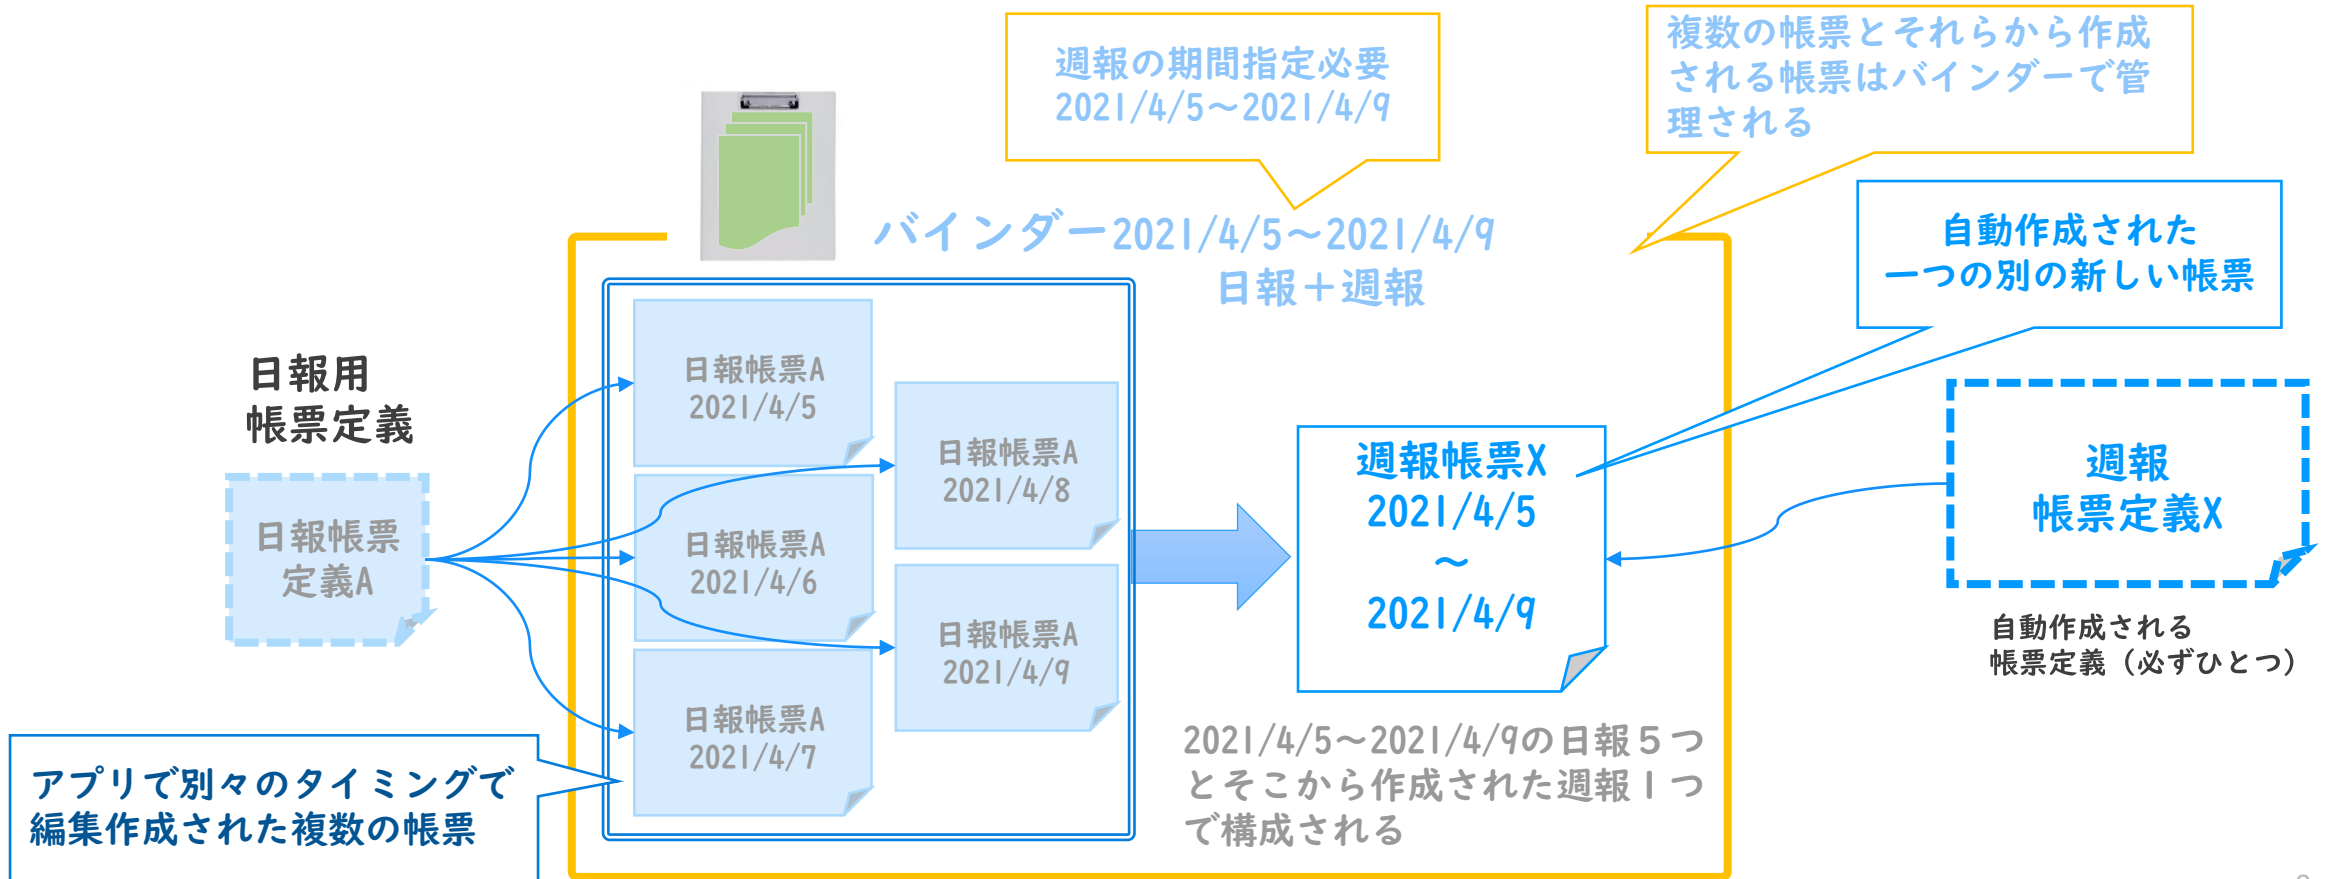 週報の期間指定必要
2021/4/5～2021/4/9
複数の帳票とそれらから作成
される帳票はバインダーで管
理される
バインダー2021/4/5～2021/4/9
日報＋週報
自動作成された
一つの別の新しい帳票
日報用
帳票定義
日報帳票
定義A
日報帳票A
2021/4/5
日報帳票A
2021/4/6
日報帳票A
2021/4/7
日報帳票A
2021/4/8
日報帳票A
2021/4/9
週報帳票X
2021/4/5
～
2021/4/9
週報
帳票定義X
自動作成される
帳票定義（必ずひとつ）
2021/4/5～2021/4/9の日報５つ
とそこから作成された週報１つ
で構成される
アプリで別々のタイミングで
編集作成された複数の帳票